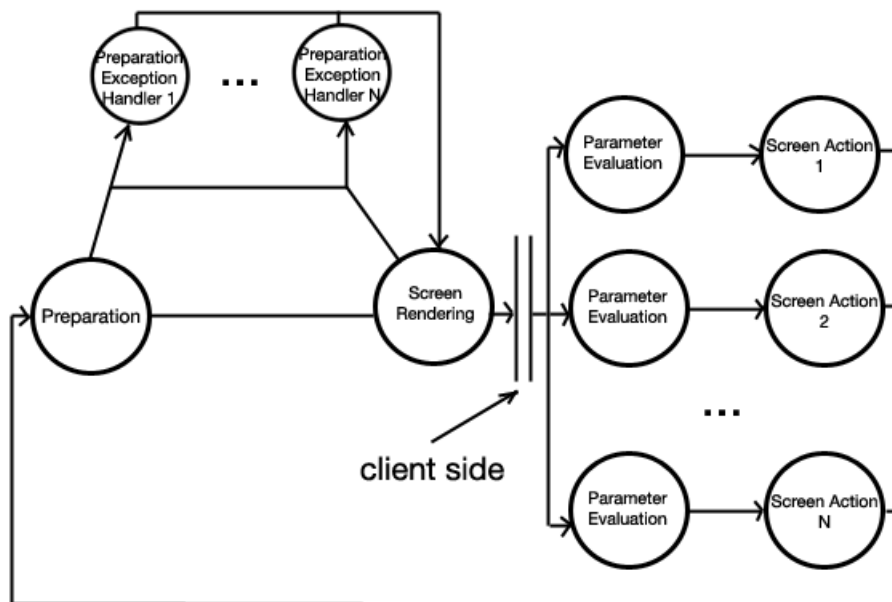 Preparation
Exception
Handler 1
...
Preparation
Exception
Handler N
Parameter
Evaluation
Screen Action
1
Preparation
Screen
Rendering
Parameter
Evaluation
Screen Action
2
...
client side
Parameter
Evaluation
Screen Action
N